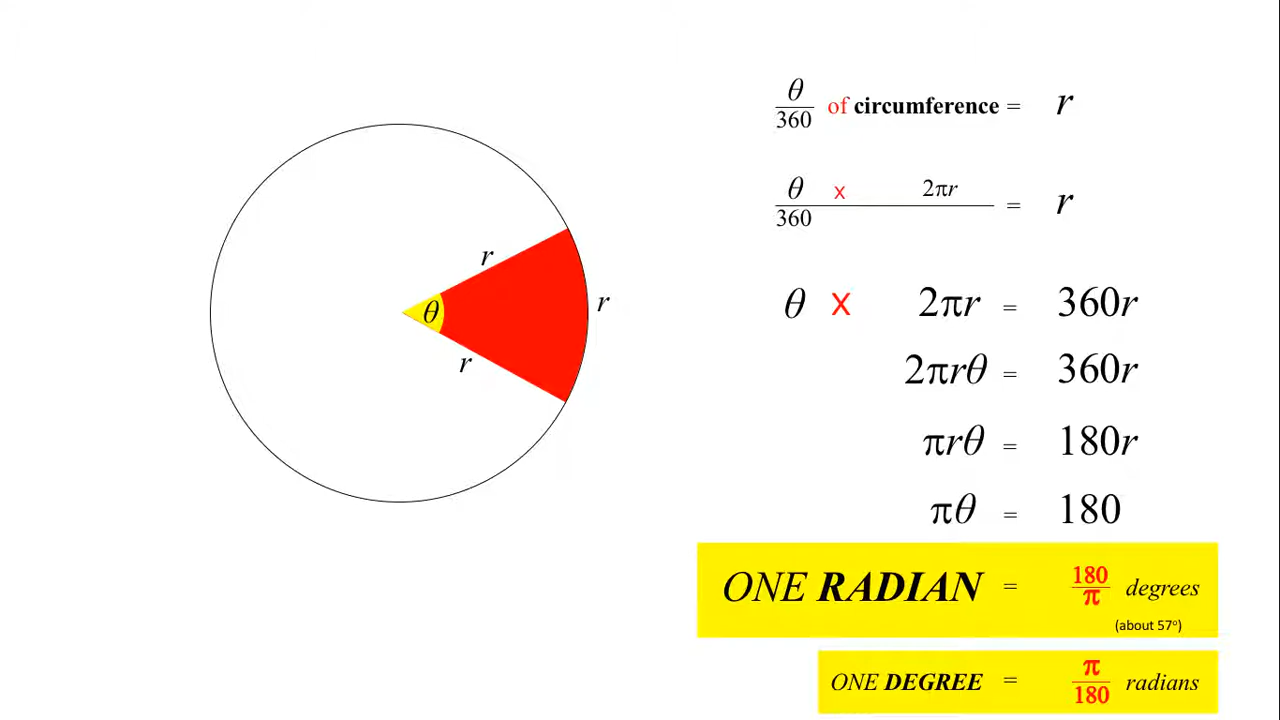 θ/360 of circumference = r
θ/360 x 2πr = r
θ x 2πr = 360r
2πrθ = 360r
πrθ = 180r
πθ = 180
ONE RADIAN = 180/π degrees
(about 57°)
ONE DEGREE = π/180 radians
r
θ
r
r